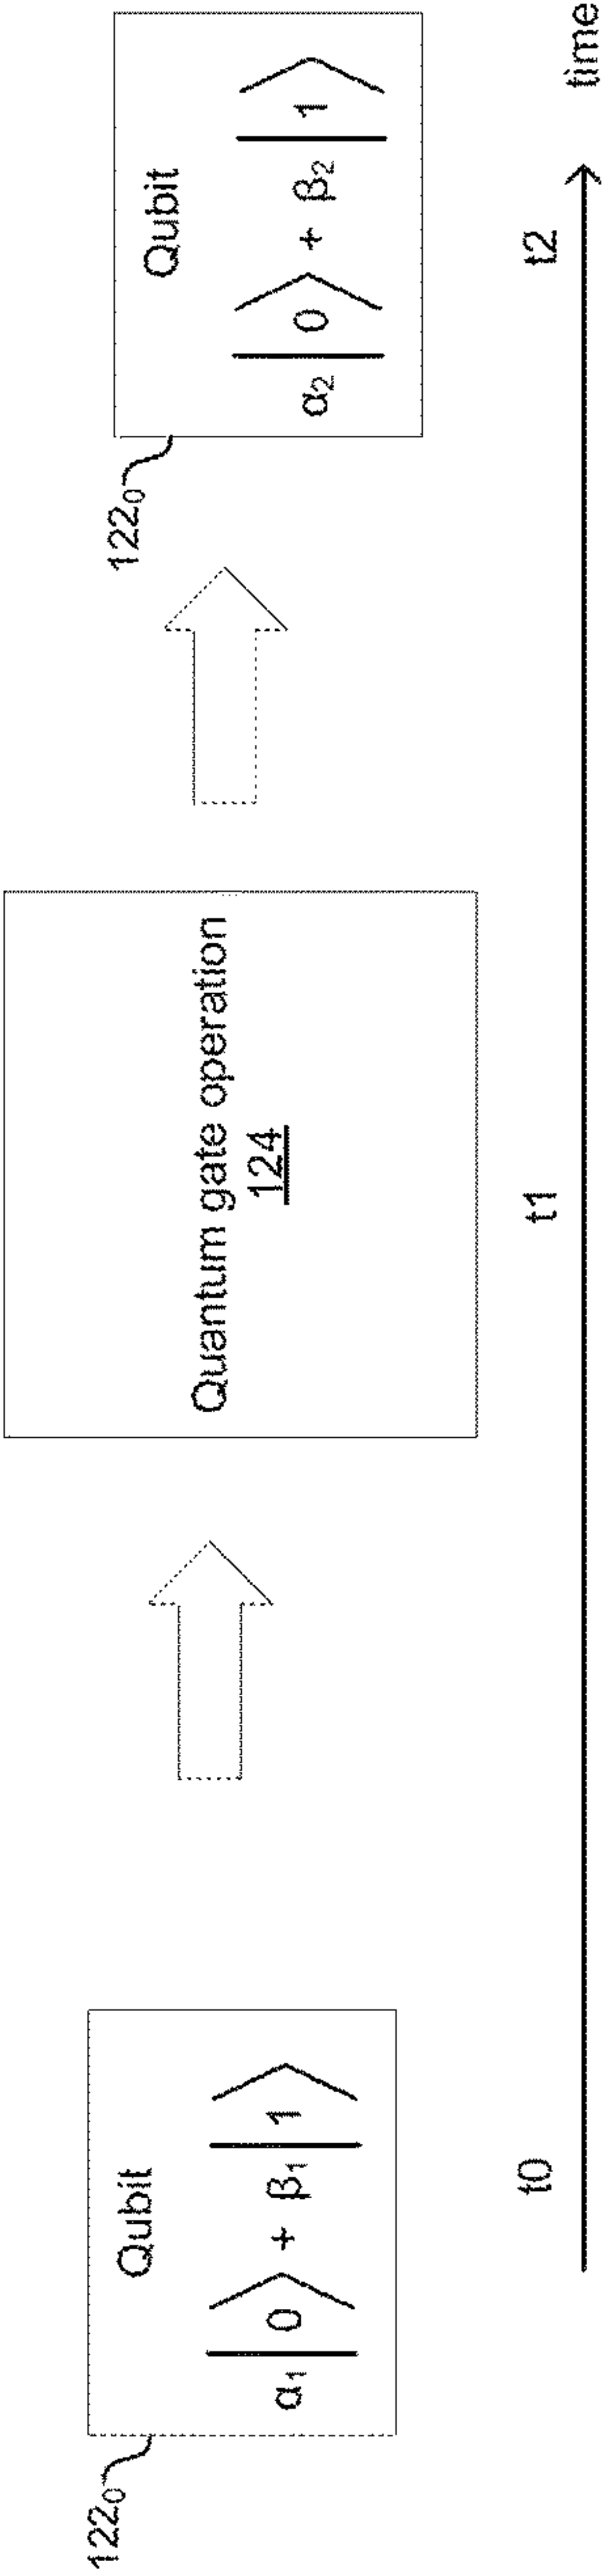 122₀
Qubit
α₁|0⟩ + β₁|1⟩
Quantum gate operation
124
122₀
Qubit
α₂|0⟩ + β₂|1⟩
t0
t1
t2
time